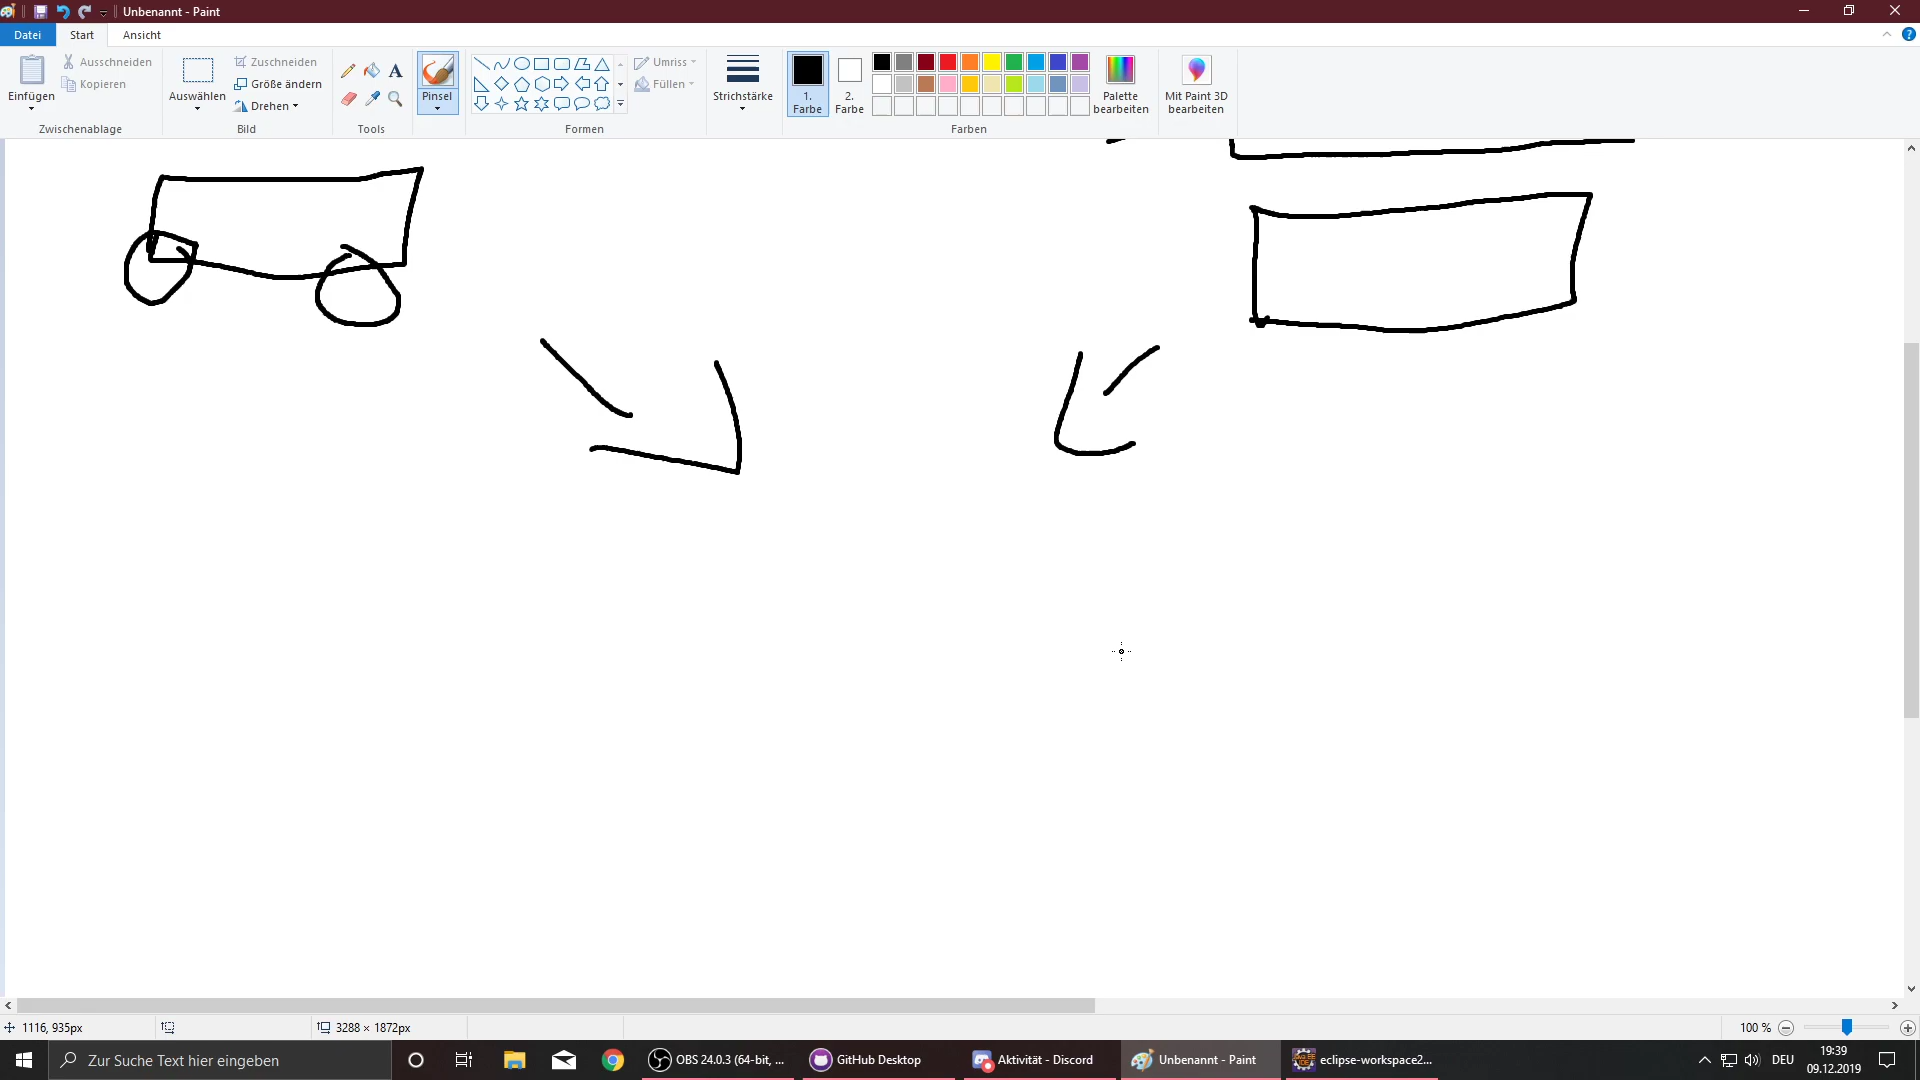 Unbenannt - Paint
Datei Start Ansicht
Einfügen Ausschneiden Kopieren
Zwischenablage
Auswählen Zuschneiden Größe ändern Drehen
Bild
Tools
Pinsel
Umriss Füllen
Formen
Strichstärke
1. Farbe
2. Farbe
Palette bearbeiten
Farben
Mit Paint 3D bearbeiten
1116, 935px
3288 × 1872px
100 %
Zur Suche Text hier eingeben
OBS 24.0.3 (64-bit, ...
GitHub Desktop
Aktivität - Discord
Unbenannt - Paint
eclipse-workspace2...
DEU
19:39
09.12.2019